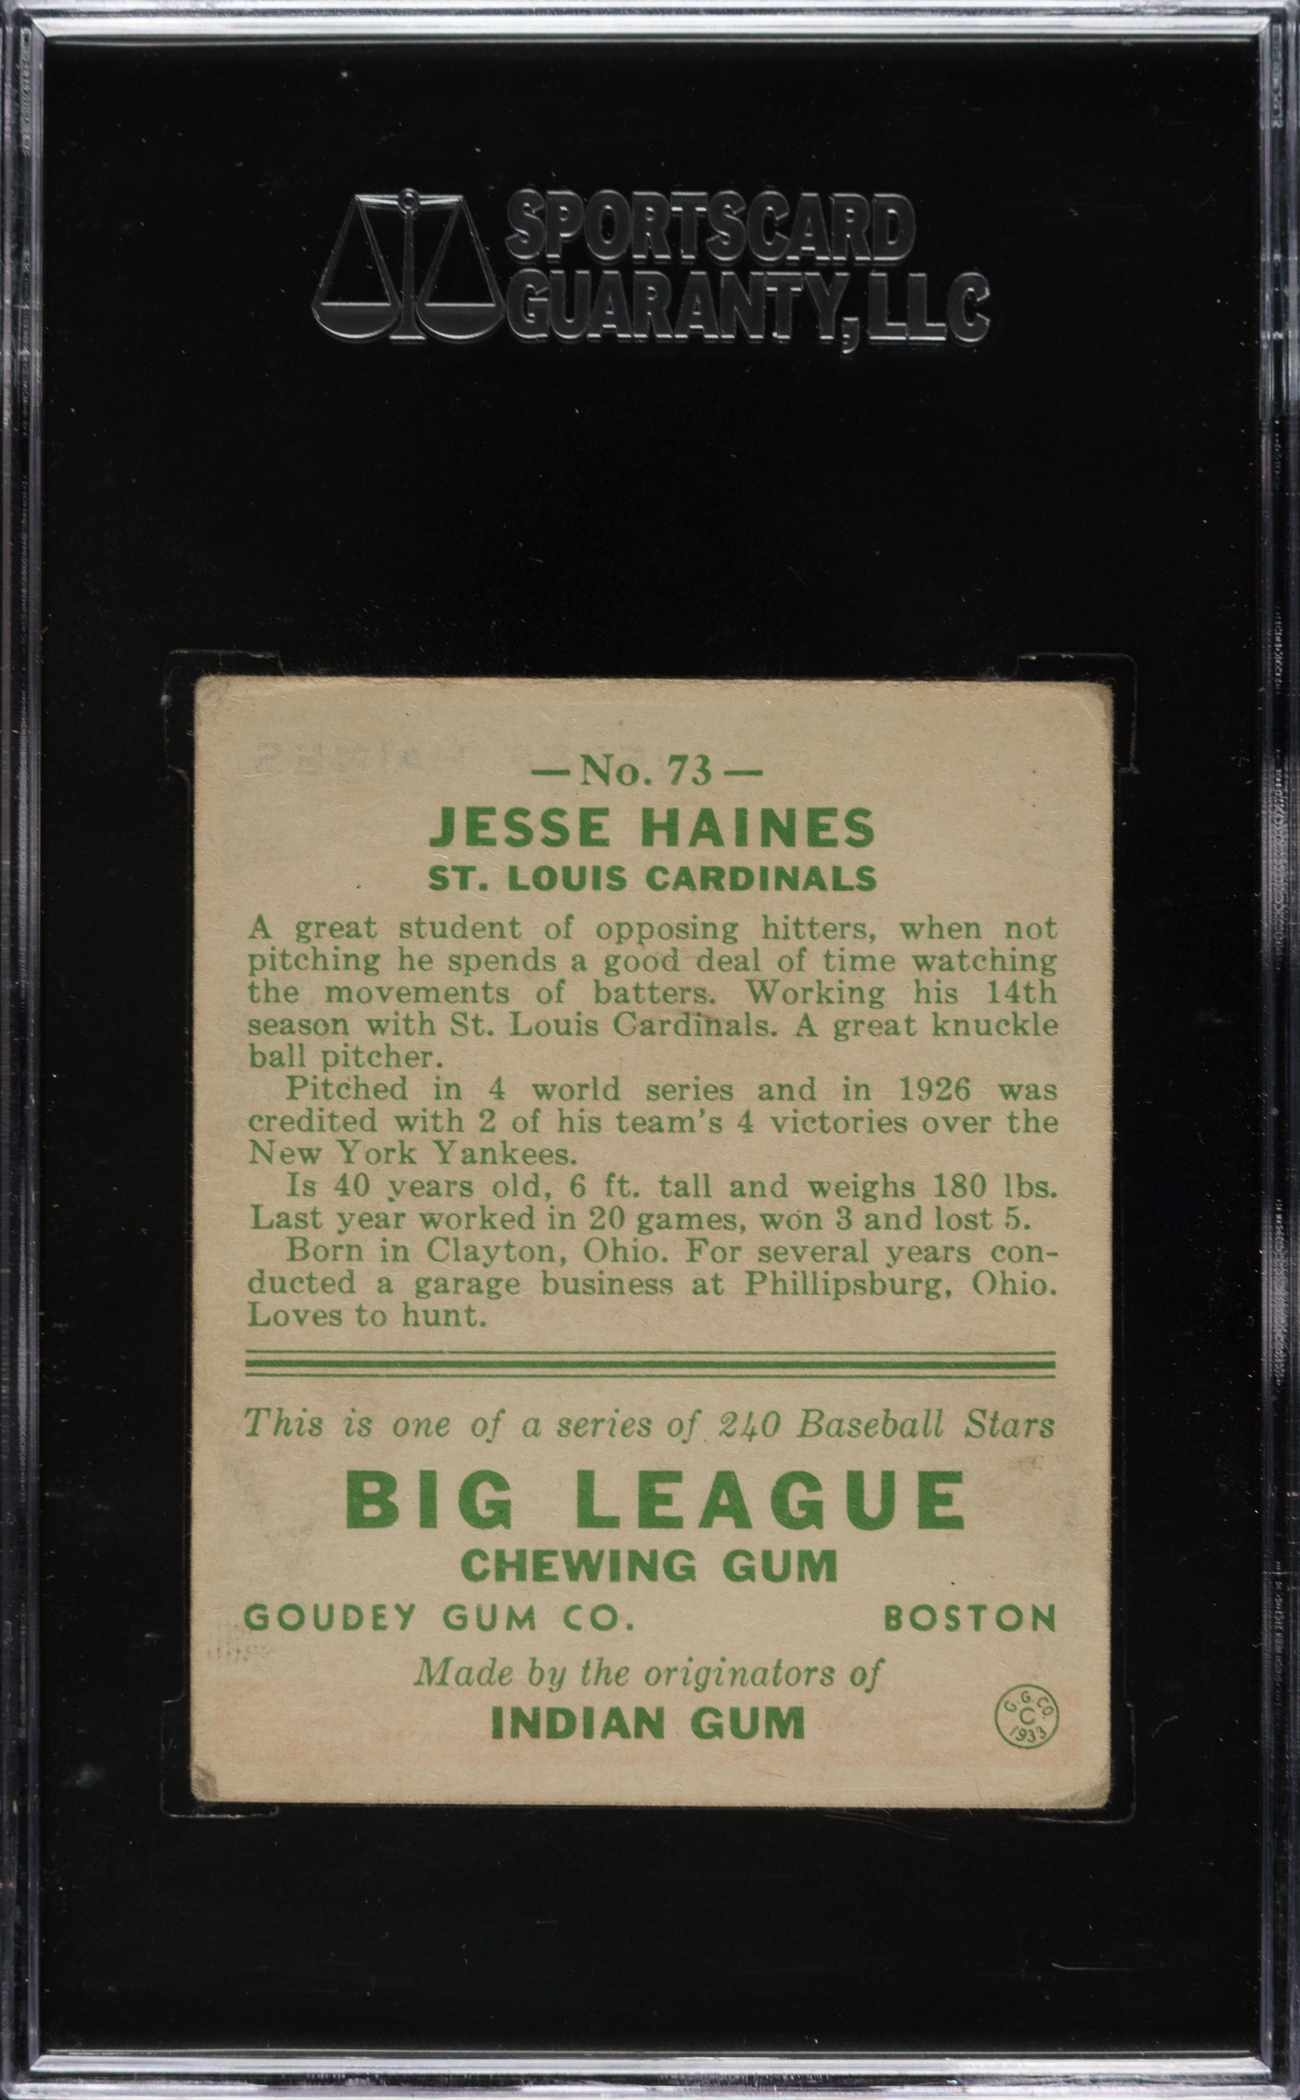 SPORTSCARD
GUARANTY, LLC
— No. 73 —
JESSE HAINES
ST. LOUIS CARDINALS
A great student of opposing hitters, when not
pitching he spends a good deal of time watching
the movements of batters. Working his 14th
season with St. Louis Cardinals. A great knuckle
ball pitcher.
Pitched in 4 world series and in 1926 was
credited with 2 of his team's 4 victories over the
New York Yankees.
Is 40 years old, 6 ft. tall and weighs 180 lbs.
Last year worked in 20 games, won 3 and lost 5.
Born in Clayton, Ohio. For several years con-
ducted a garage business at Phillipsburg, Ohio.
Loves to hunt.
This is one of a series of 240 Baseball Stars
BIG LEAGUE
CHEWING GUM
GOUDEY GUM CO. BOSTON
Made by the originators of
INDIAN GUM
G. G. CO.
C
1933